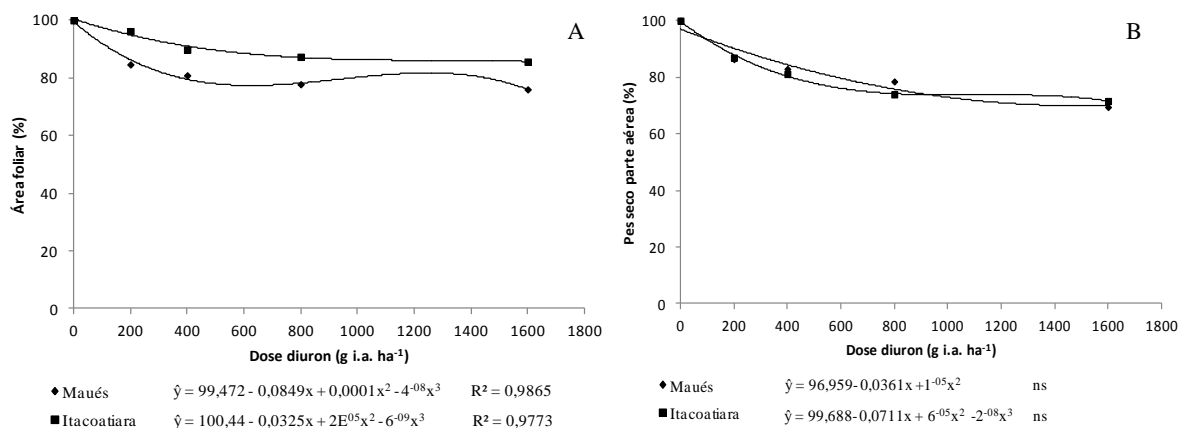 A
100
80
60
40
20
0
Área foliar (%)
0 200 400 600 800 1000 1200 1400 1600 1800
Dose diuron (g i.a. ha⁻¹)
Maués ŷ = 99,472 - 0,0849x + 0,0001x² - 4⁻⁰⁸x³ R² = 0,9865
Itacoatiara ŷ = 100,44 - 0,0325x + 2E⁰⁵x² - 6⁻⁰⁹x³ R² = 0,9773
B
100
80
60
40
20
0
Pes seco parte aérea (%)
0 200 400 600 800 1000 1200 1400 1600 1800
Dose diuron (g i.a. ha⁻¹)
Maués ŷ = 96,959- 0,0361x + 1⁻⁰⁵x² ns
Itacoatiara ŷ = 99,688-0,0711x + 6⁻⁰⁵x² -2⁻⁰⁸x³ ns